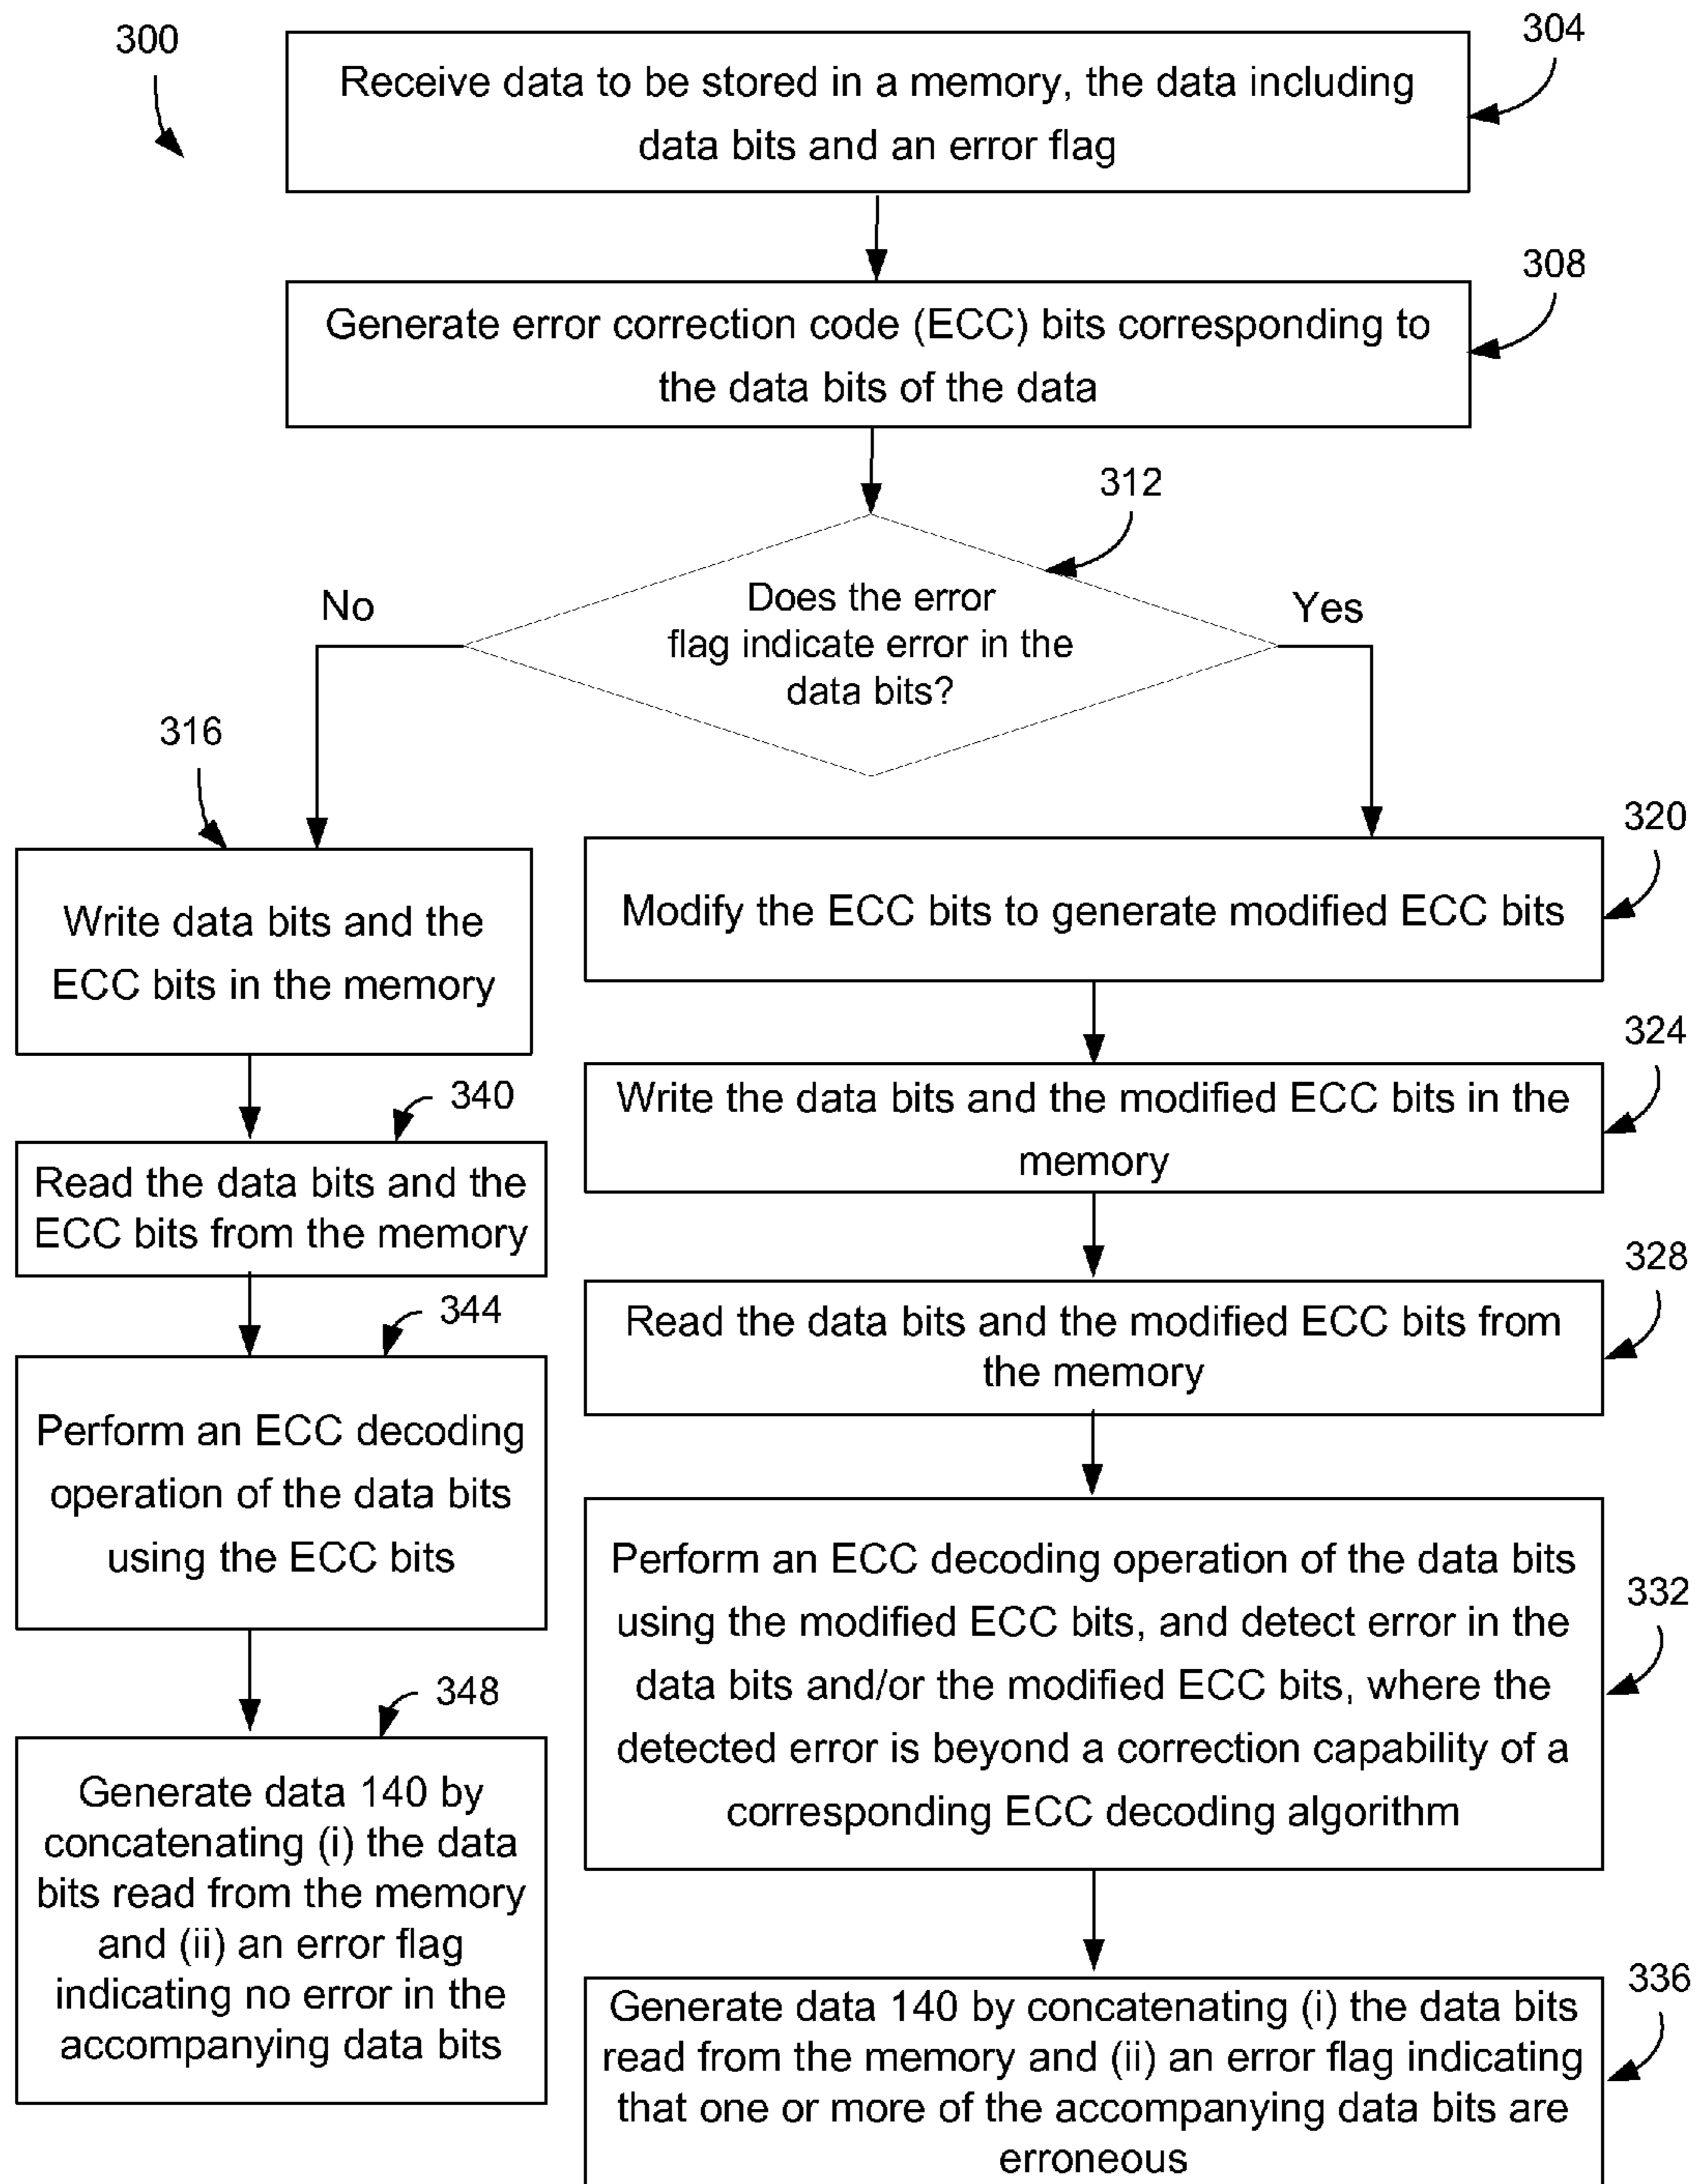 300
304
Receive data to be stored in a memory, the data including
data bits and an error flag
308
Generate error correction code (ECC) bits corresponding to
the data bits of the data
312
Does the error
flag indicate error in the
data bits?
No
Yes
316
Write data bits and the
ECC bits in the memory
340
Read the data bits and the
ECC bits from the memory
344
Perform an ECC decoding
operation of the data bits
using the ECC bits
348
Generate data 140 by
concatenating (i) the data
bits read from the memory
and (ii) an error flag
indicating no error in the
accompanying data bits
320
Modify the ECC bits to generate modified ECC bits
324
Write the data bits and the modified ECC bits in the
memory
328
Read the data bits and the modified ECC bits from
the memory
332
Perform an ECC decoding operation of the data bits
using the modified ECC bits, and detect error in the
data bits and/or the modified ECC bits, where the
detected error is beyond a correction capability of a
corresponding ECC decoding algorithm
336
Generate data 140 by concatenating (i) the data bits
read from the memory and (ii) an error flag indicating
that one or more of the accompanying data bits are
erroneous